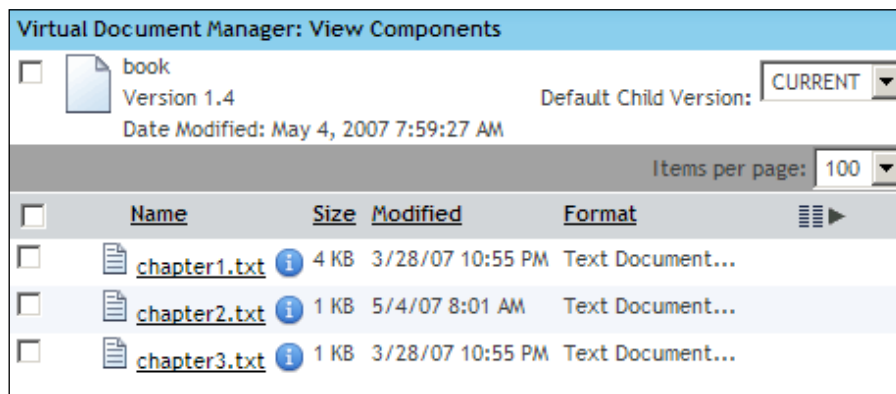 Virtual Document Manager: View Components
book
Version 1.4
Default Child Version: CURRENT
Date Modified: May 4, 2007 7:59:27 AM
Items per page: 100
Name Size Modified Format
chapter1.txt i 4 KB 3/28/07 10:55 PM Text Document...
chapter2.txt i 1 KB 5/4/07 8:01 AM Text Document...
chapter3.txt i 1 KB 3/28/07 10:55 PM Text Document...